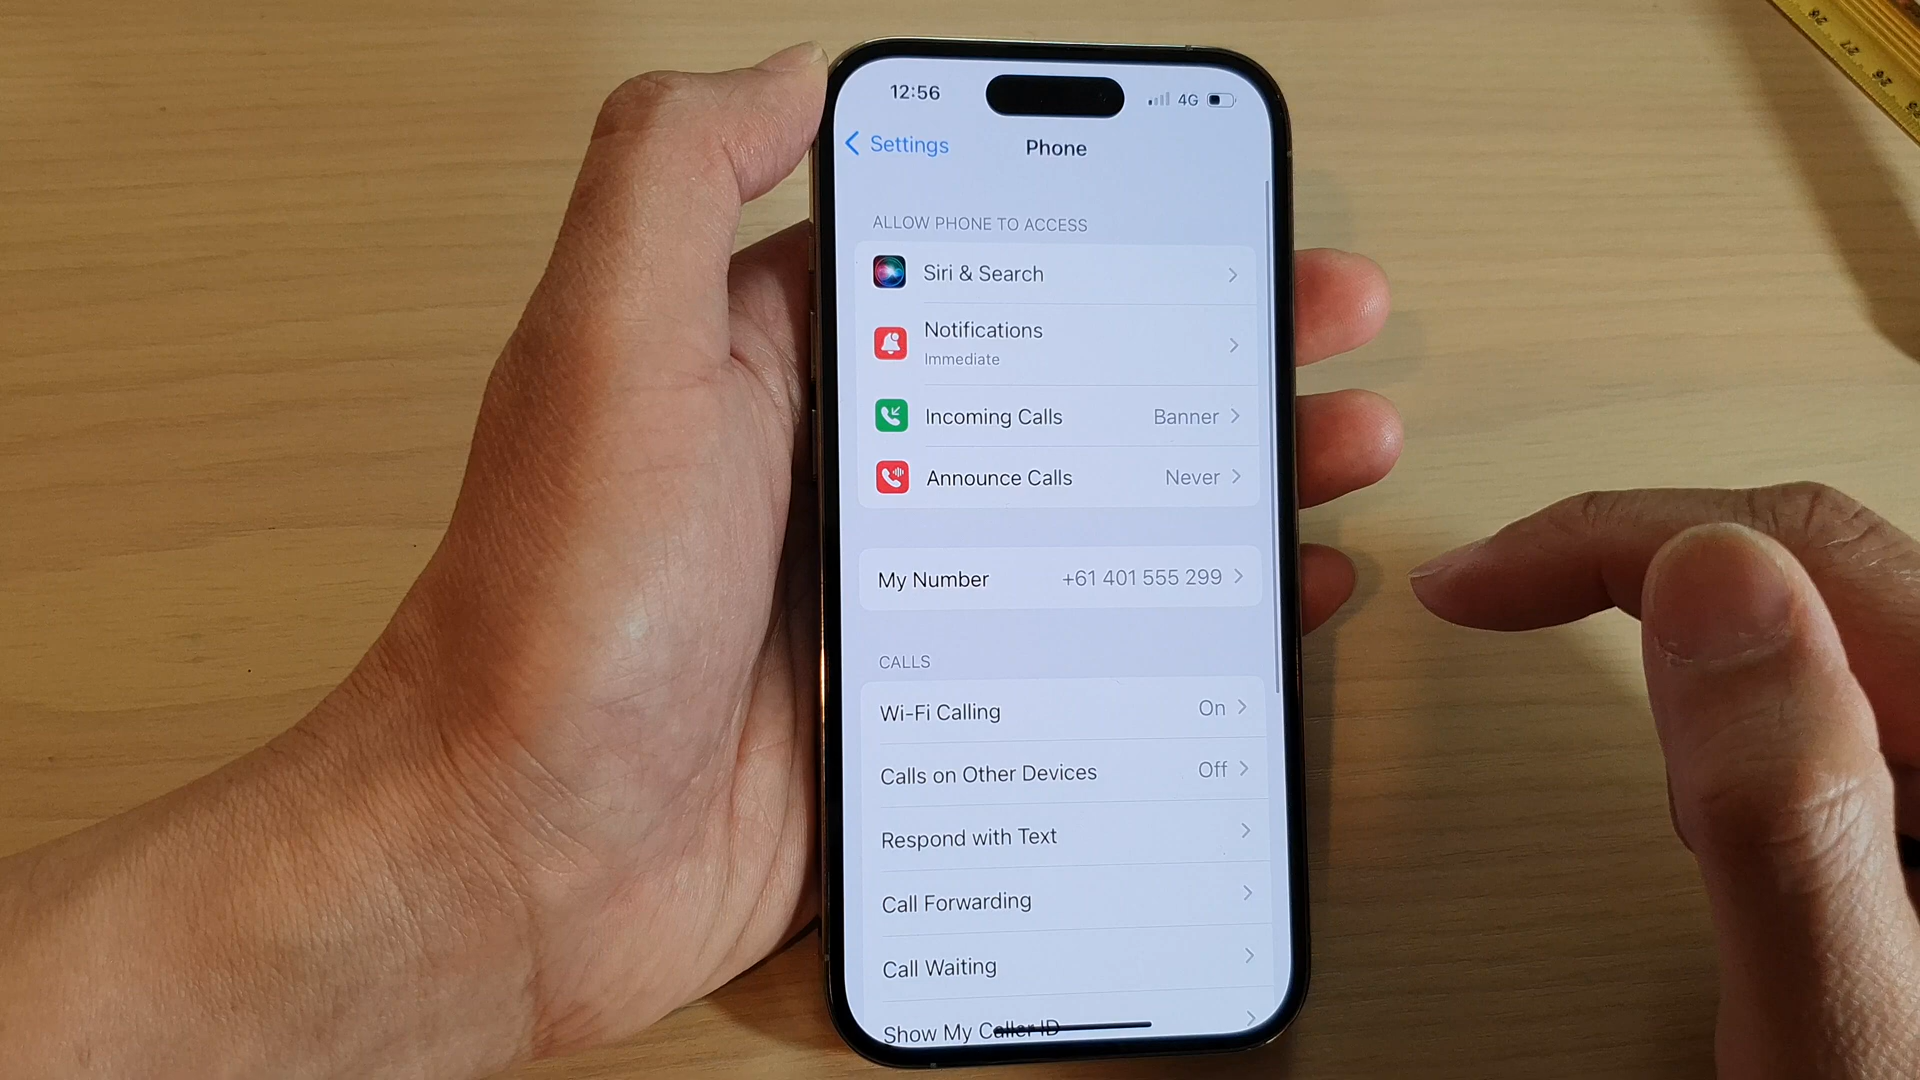 12:56
4G
Settings
Phone
ALLOW PHONE TO ACCESS
Siri & Search
Notifications
Immediate
Incoming Calls Banner
Announce Calls Never
My Number +61 401 555 299
CALLS
Wi-Fi Calling On
Calls on Other Devices Off
Respond with Text
Call Forwarding
Call Waiting
Show My Caller ID
26
27